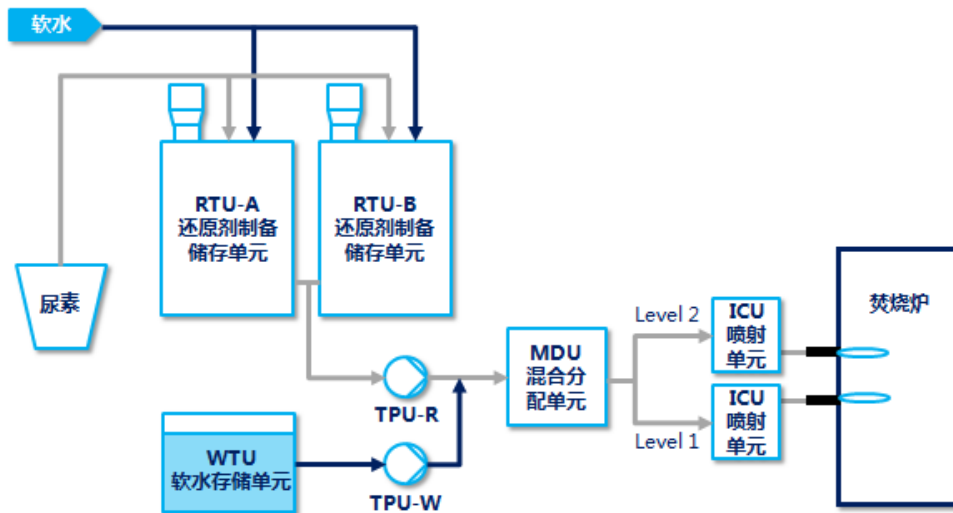 软水
RTU-A
还原剂制备
储存单元
RTU-B
还原剂制备
储存单元
尿素
焚烧炉
Level 2
ICU
喷射
单元
MDU
混合分
配单元
TPU-R
ICU
喷射
单元
Level 1
WTU
软水存储单元
TPU-W